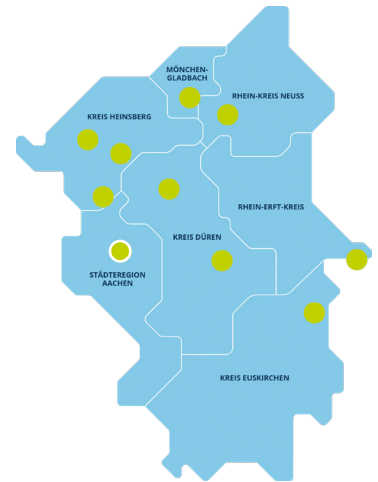 MÖNCHEN-
GLADBACH
RHEIN-KREIS NEUSS
KREIS HEINSBERG
RHEIN-ERFT-KREIS
KREIS DÜREN
STÄDTEREGION
AACHEN
KREIS EUSKIRCHEN